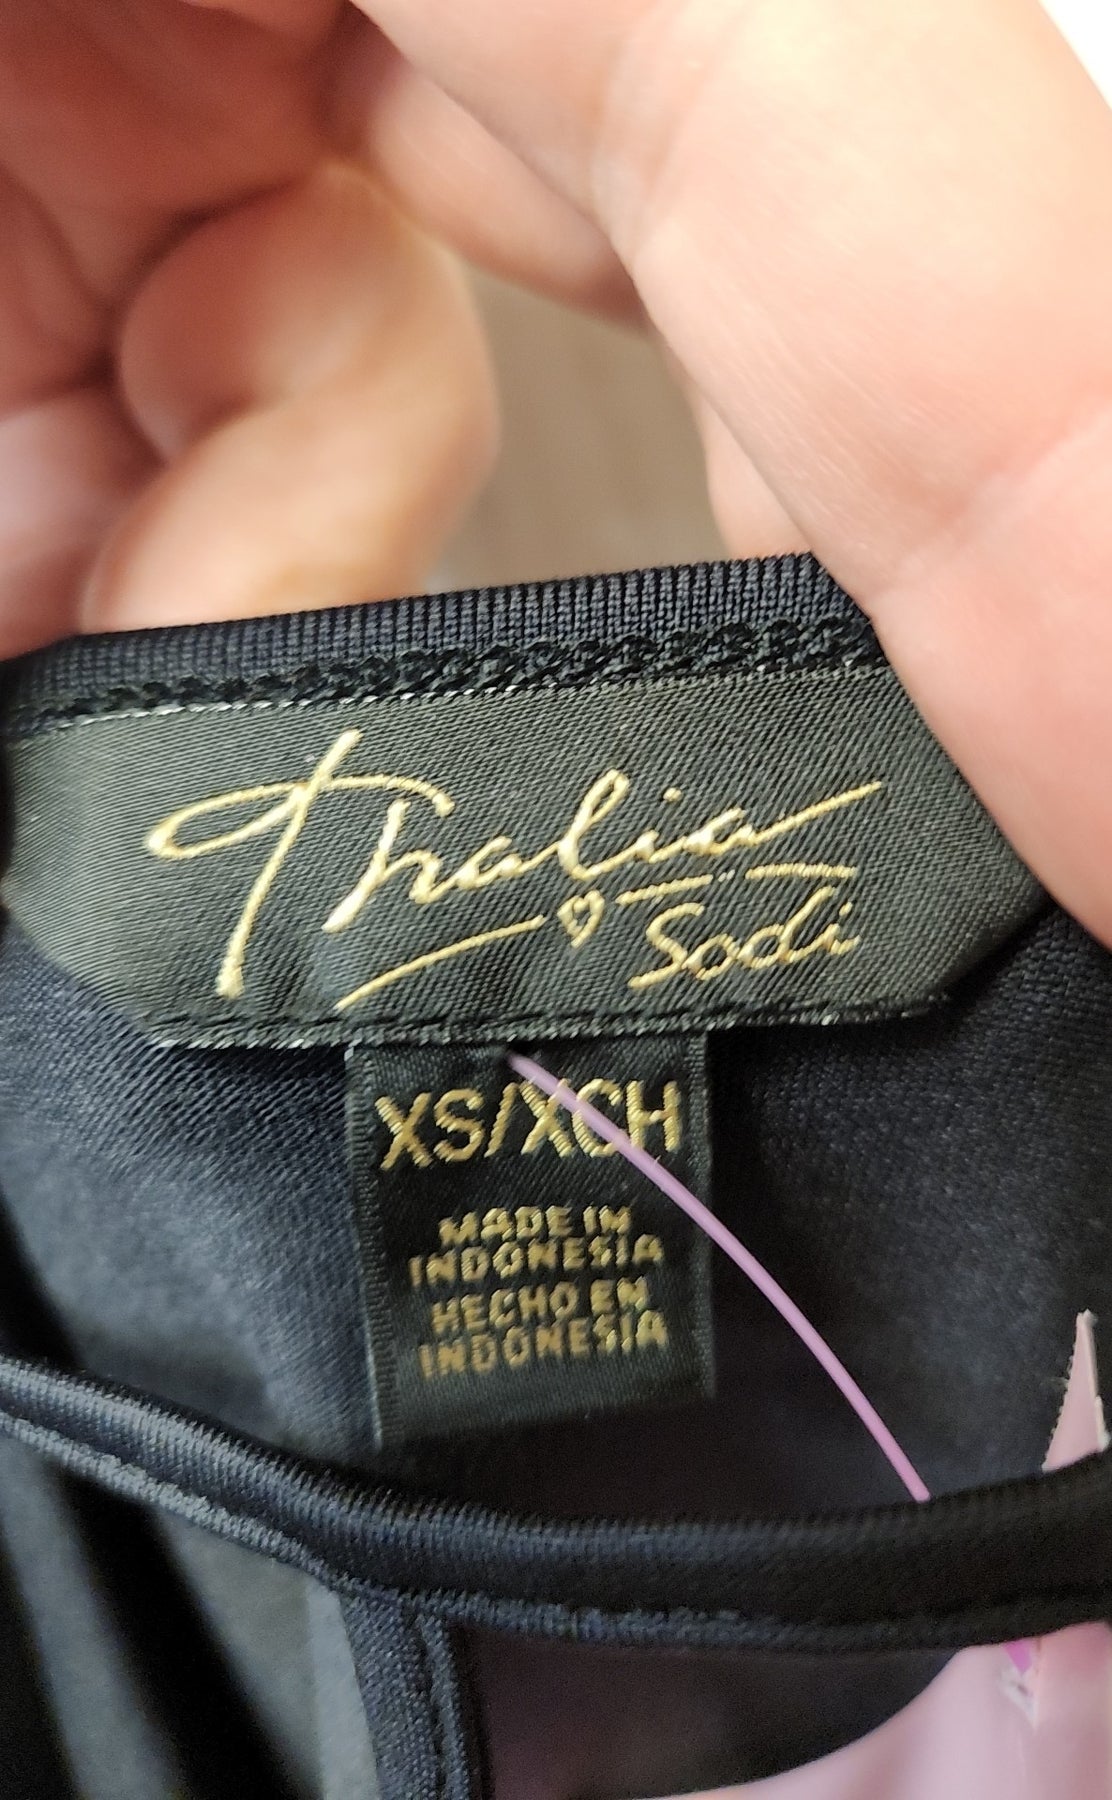 Thalia
Sodi
XS/XCH
MADE IN
INDONESIA
HECHO EN
INDONESIA